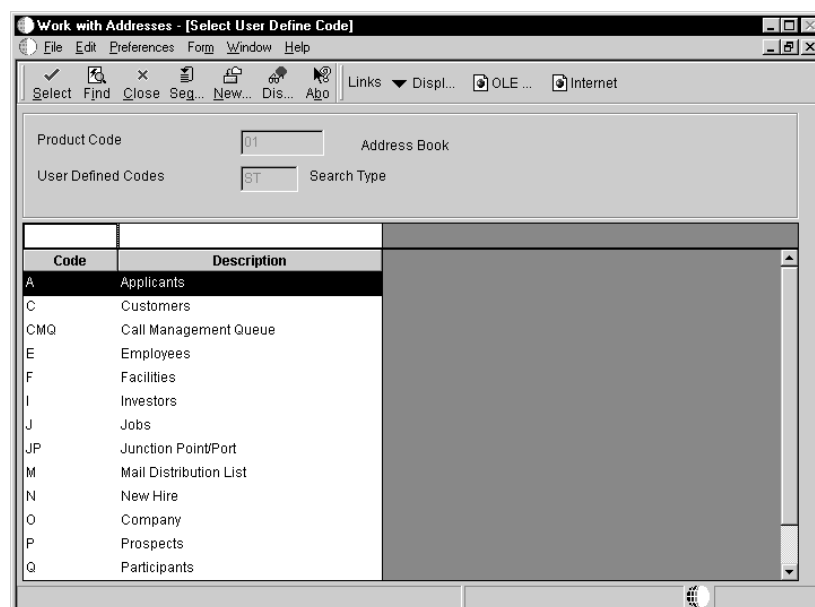 Work with Addresses - [Select User Define Code]
File Edit Preferences Form Window Help
Select Find Close Seq... New... Dis... Abo Links Displ... OLE ... Internet
Product Code 01 Address Book
User Defined Codes ST Search Type
Code Description
A Applicants
C Customers
CMQ Call Management Queue
E Employees
F Facilities
I Investors
J Jobs
JP Junction Point/Port
M Mail Distribution List
N New Hire
O Company
P Prospects
Q Participants